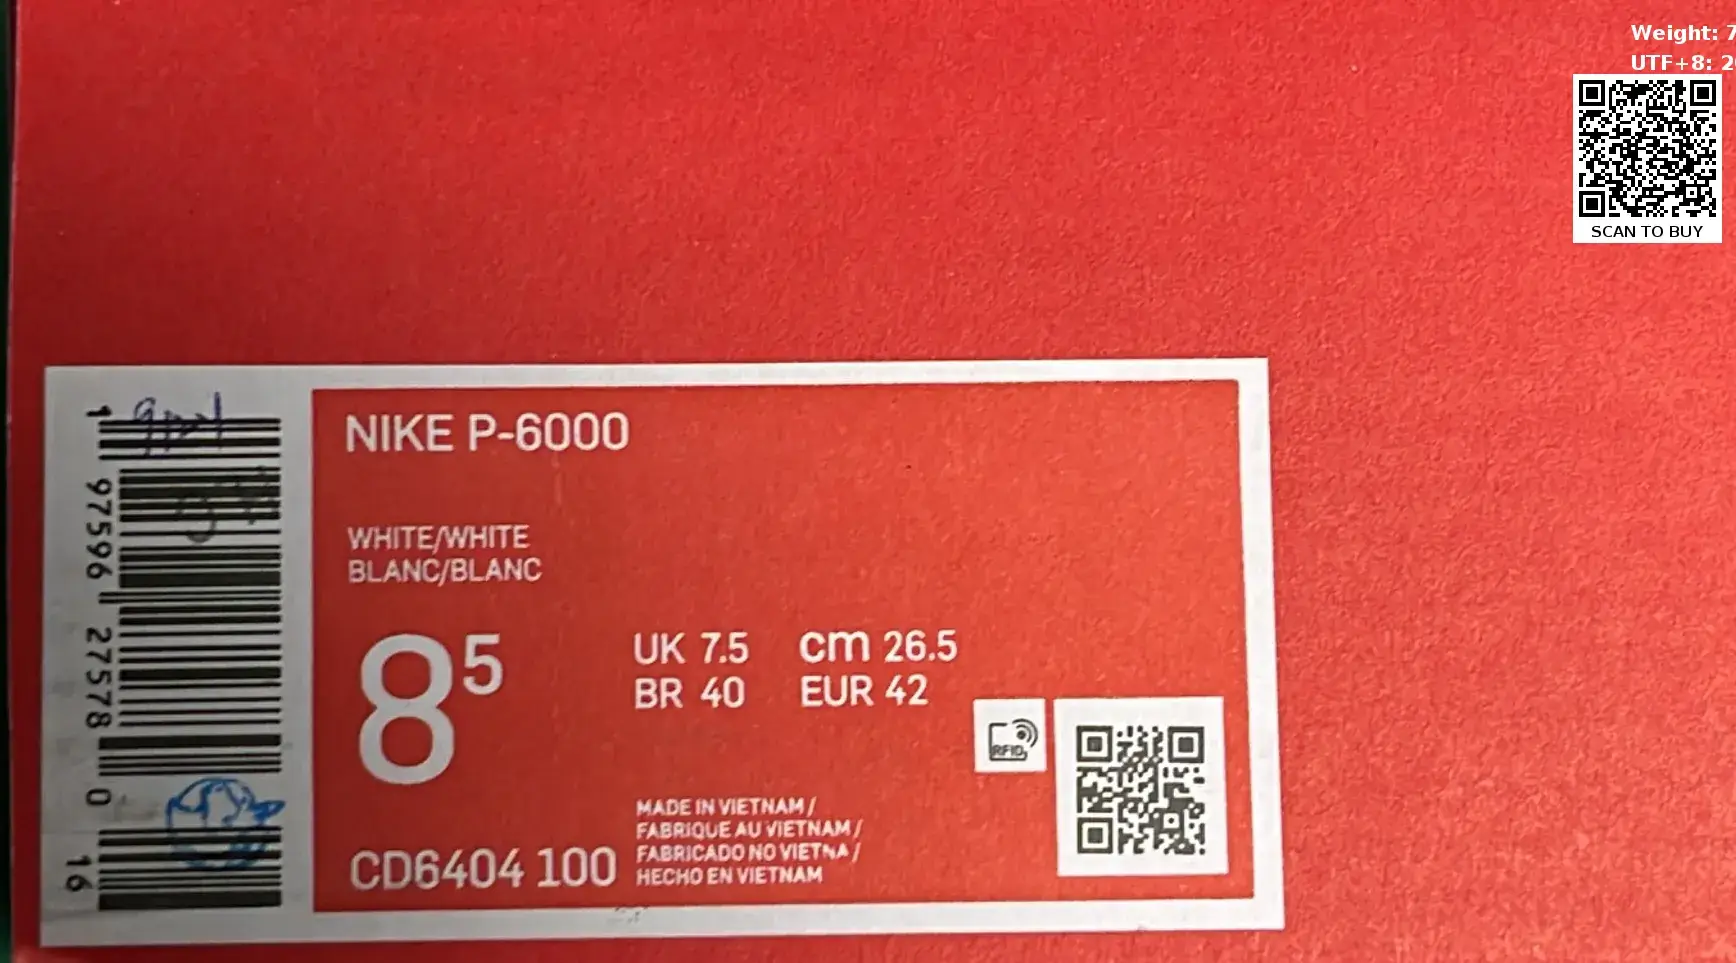 Weight: 7
UTF+8: 2
SCAN TO BUY
NIKE P-6000
WHITE/WHITE
BLANC/BLANC
8 5
UK 7.5 cm 26.5
BR 40 EUR 42
RFID
MADE IN VIETNAM /
FABRIQUE AU VIETNAM /
FABRICADO NO VIETNA /
HECHO EN VIETNAM
CD6404 100
1 97596 27578 0 16